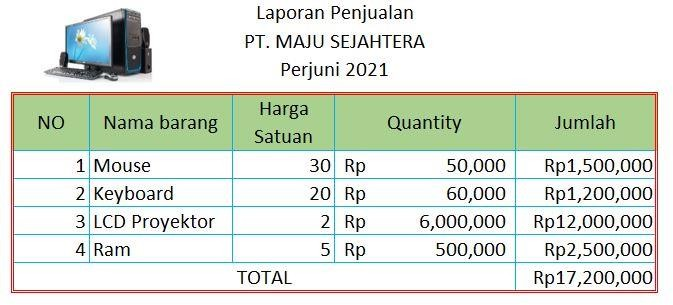 Laporan Penjualan
PT. MAJU SEJAHTERA
Perjuni 2021
NO Nama barang Harga Satuan Quantity Jumlah
1 Mouse 30 Rp 50,000 Rp1,500,000
2 Keyboard 20 Rp 60,000 Rp1,200,000
3 LCD Proyektor 2 Rp 6,000,000 Rp12,000,000
4 Ram 5 Rp 500,000 Rp2,500,000
TOTAL Rp17,200,000